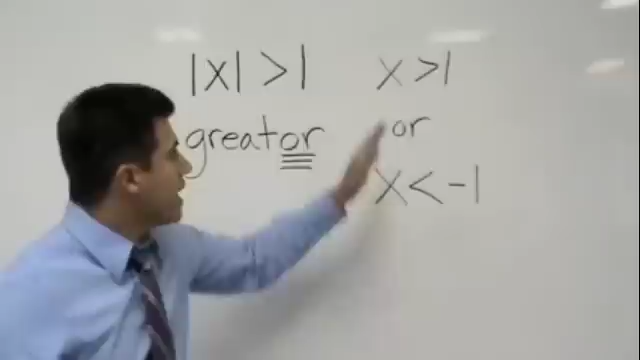 |x| > 1
greator
x > 1
or
x < -1